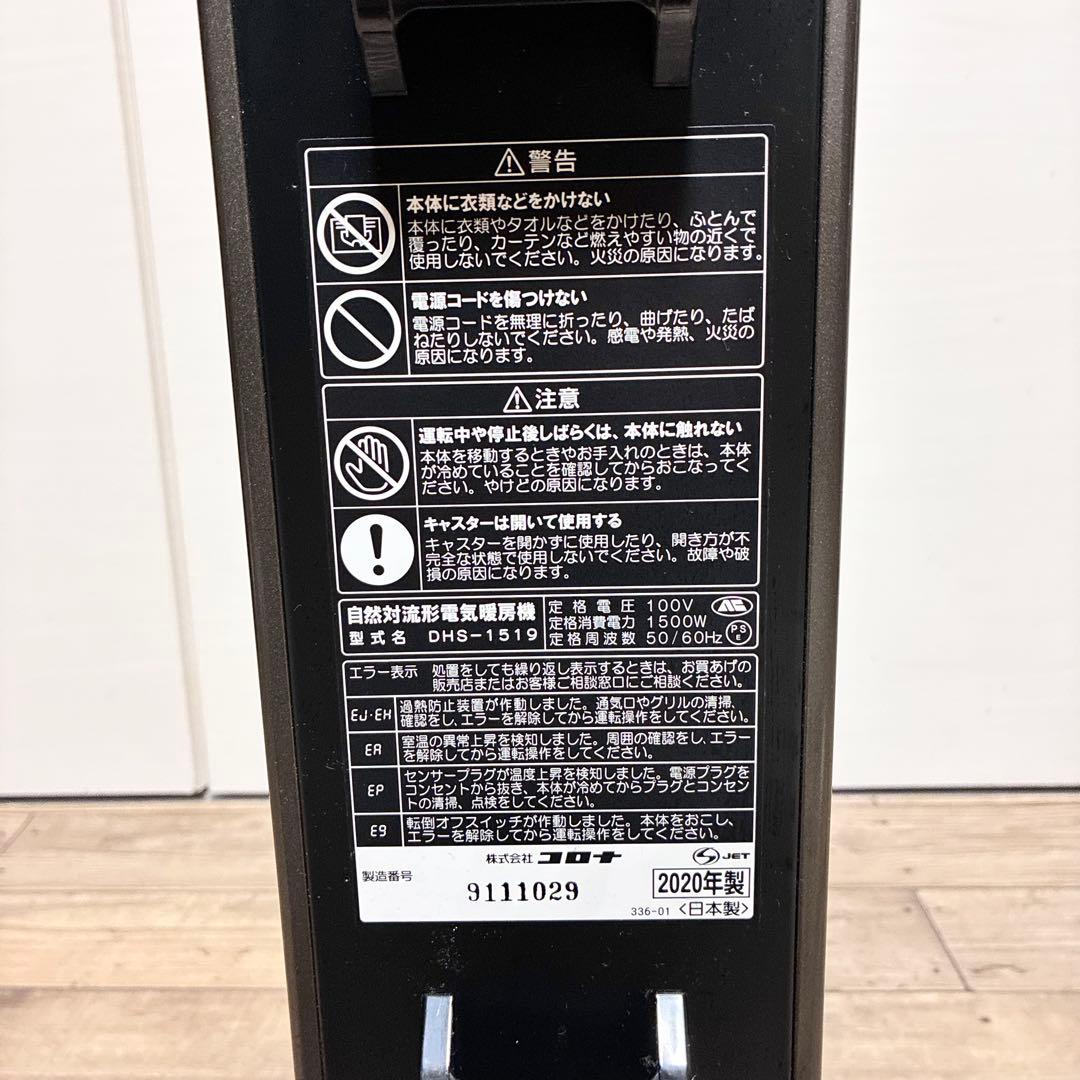 警告
本体に衣類などをかけない
本体に衣類やタオルなどをかけたり、ふとんで
覆ったり、カーテンなど燃えやすい物の近くで
使用しないでください。火災の原因になります。
電源コードを傷つけない
電源コードを無理に折ったり、曲げたり、たば
ねたりしないでください。感電や発熱、火災の
原因になります。
注意
運転中や停止後しばらくは、本体に触れない
本体を移動するときやお手入れのときは、本体
が冷めていることを確認してからおこなってく
ださい。やけどの原因になります。
キャスターは開いて使用する
キャスターを開かずに使用したり、開き方が不
完全な状態で使用しないでください。故障や破
損の原因になります。
自然対流形電気暖房機
型式名 DHS-1519
定格電圧 100V
定格消費電力 1500W
定格周波数 50/60Hz
PS
E
エラー表示 処置をしても繰り返し表示するときは、お買あげの
販売店またはお客様ご相談窓口にご相談ください。
EJ・EH 過熱防止装置が作動しました。通気口やグリルの清掃、
確認をし、エラーを解除してから運転操作をしてください。
EA 室温の異常上昇を検知しました。周囲の確認をし、エラー
を解除してから運転操作をしてください。
EP センサープラグが温度上昇を検知しました。電源プラグを
コンセントから抜き、本体が冷めてからプラグとコンセン
トの清掃、点検をしてください。
E9 転倒オフスイッチが作動しました。本体をおこし、
エラーを解除してから運転操作をしてください。
株式会社 コロナ
JET
製造番号
9111029
2020年製
336-01 <日本製>